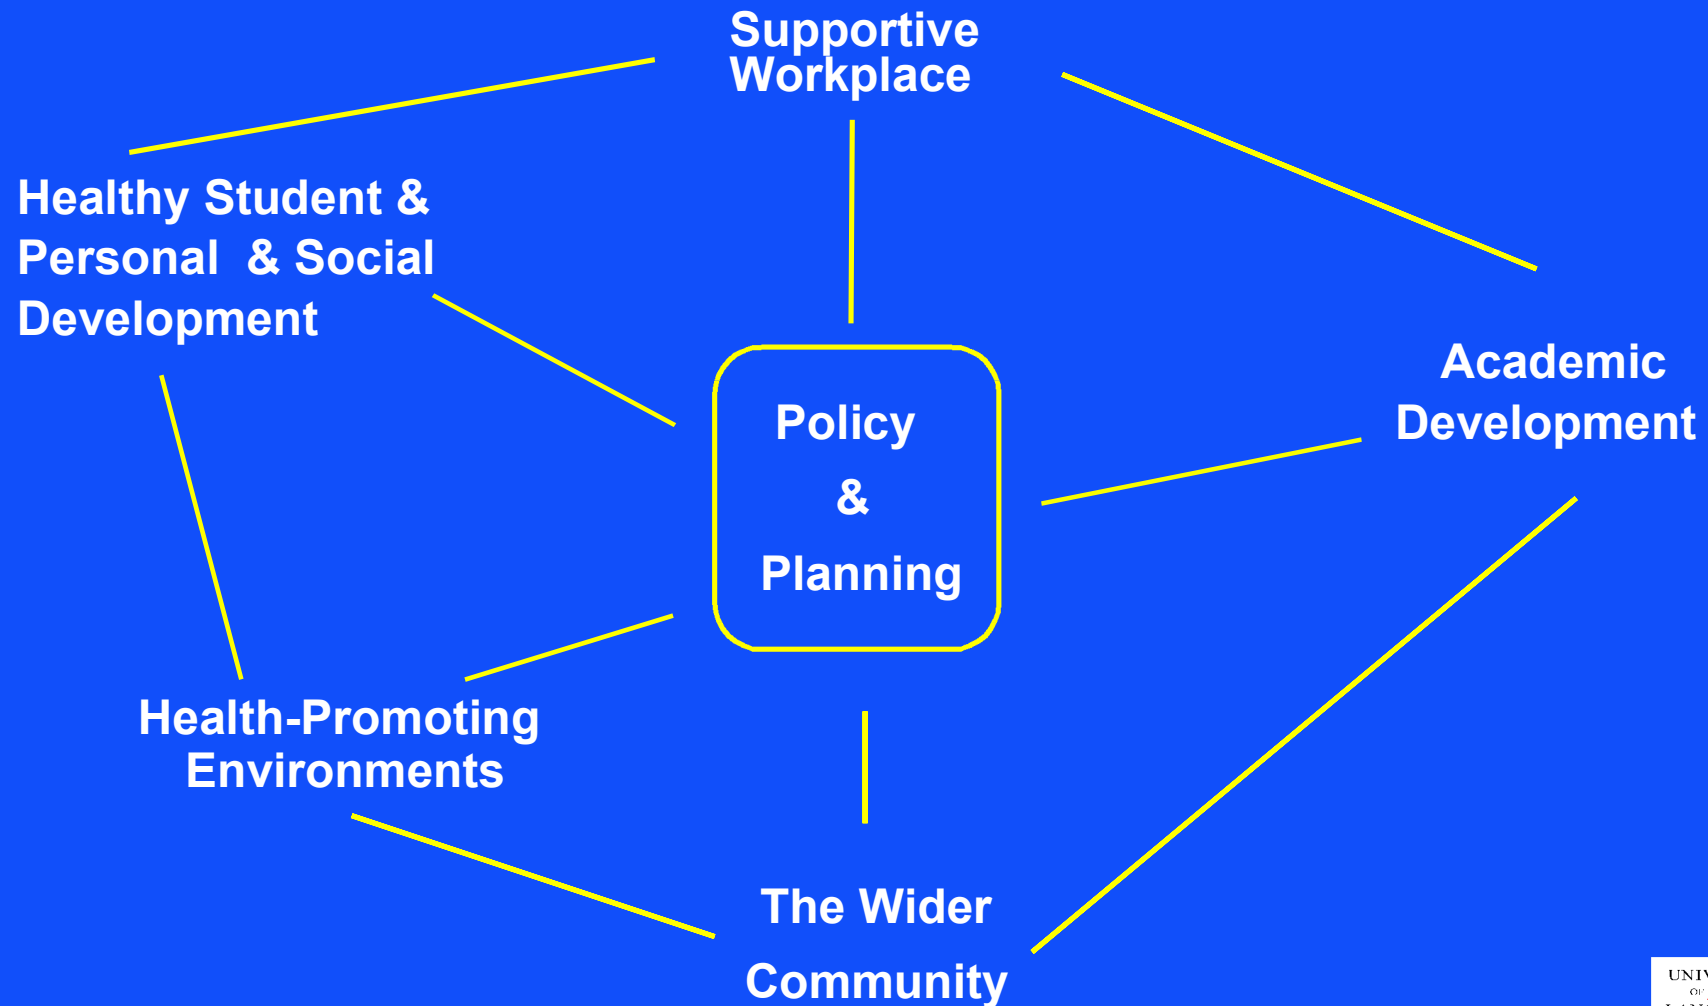 Supportive
Workplace
Healthy Student &
Personal & Social
Development
Academic
Development
Policy
&
Planning
Health-Promoting
Environments
The Wider
Community